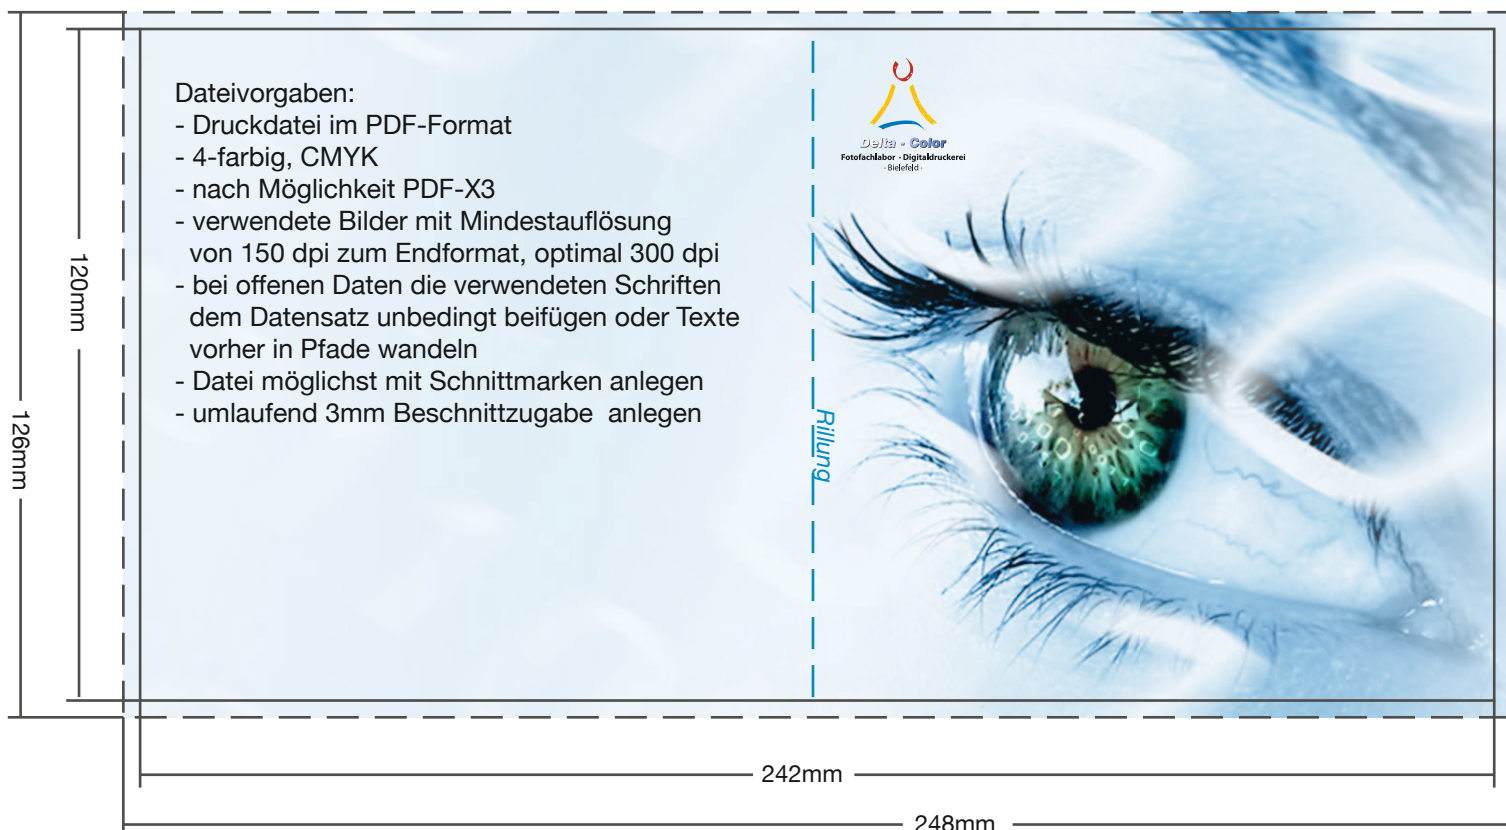 Dateivorgaben:
- Druckdatei im PDF-Format
- 4-farbig, CMYK
- nach Möglichkeit PDF-X3
- verwendete Bilder mit Mindestauflösung
von 150 dpi zum Endformat, optimal 300 dpi
- bei offenen Daten die verwendeten Schriften
dem Datensatz unbedingt beifügen oder Texte
vorher in Pfade wandeln
- Datei möglichst mit Schnittmarken anlegen
- umlaufend 3mm Beschnittzugabe  anlegen
Delta - Color
Fotofachlabor - Digitaldruckerei
- Bielefeld -
Rillung
120mm
126mm
242mm
248mm